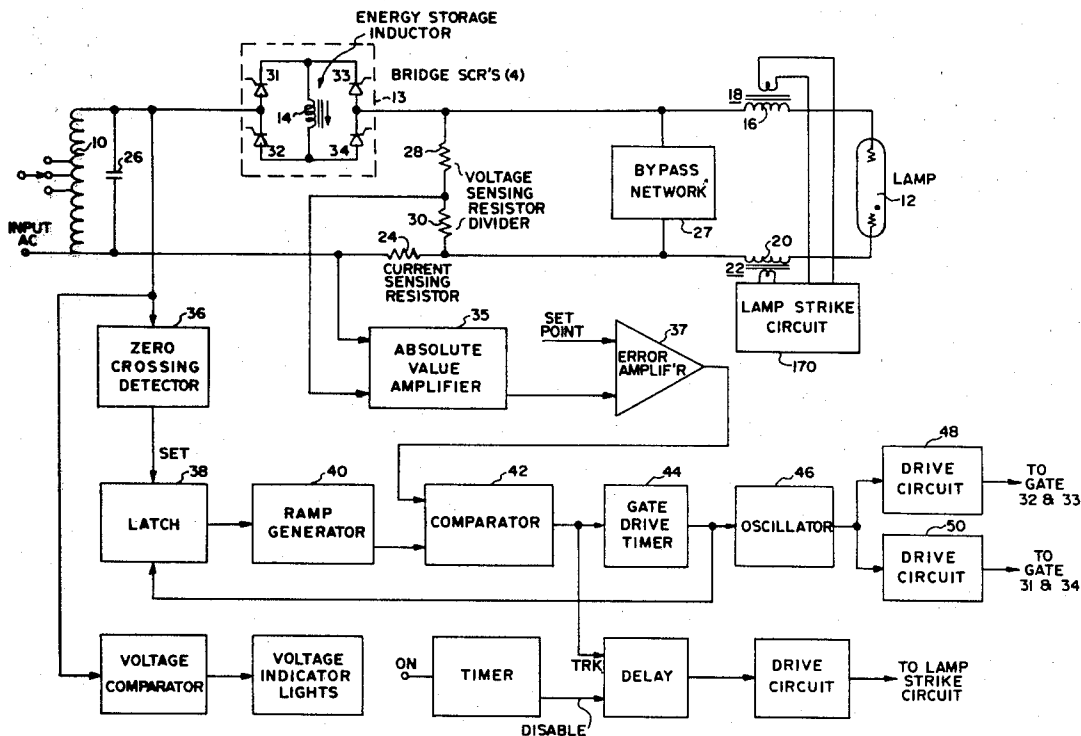 ENERGY STORAGE
INDUCTOR
BRIDGE SCR'S (4)
31
33
13
14
32
34
10
26
INPUT
AC
28
VOLTAGE
SENSING
RESISTOR
DIVIDER
30
24
CURRENT
SENSING
RESISTOR
BYPASS
NETWORK
27
18
16
LAMP
12
20
22
LAMP STRIKE
CIRCUIT
170
36
ZERO
CROSSING
DETECTOR
35
ABSOLUTE
VALUE
AMPLIFIER
SET
POINT
37
ERROR
AMPLIF'R
SET
38
LATCH
40
RAMP
GENERATOR
42
COMPARATOR
44
GATE
DRIVE
TIMER
46
OSCILLATOR
48
DRIVE
CIRCUIT
TO
GATE
32 & 33
50
DRIVE
CIRCUIT
TO
GATE
31 & 34
VOLTAGE
COMPARATOR
VOLTAGE
INDICATOR
LIGHTS
ON
TIMER
TRK
DISABLE
DELAY
DRIVE
CIRCUIT
TO LAMP
STRIKE
CIRCUIT